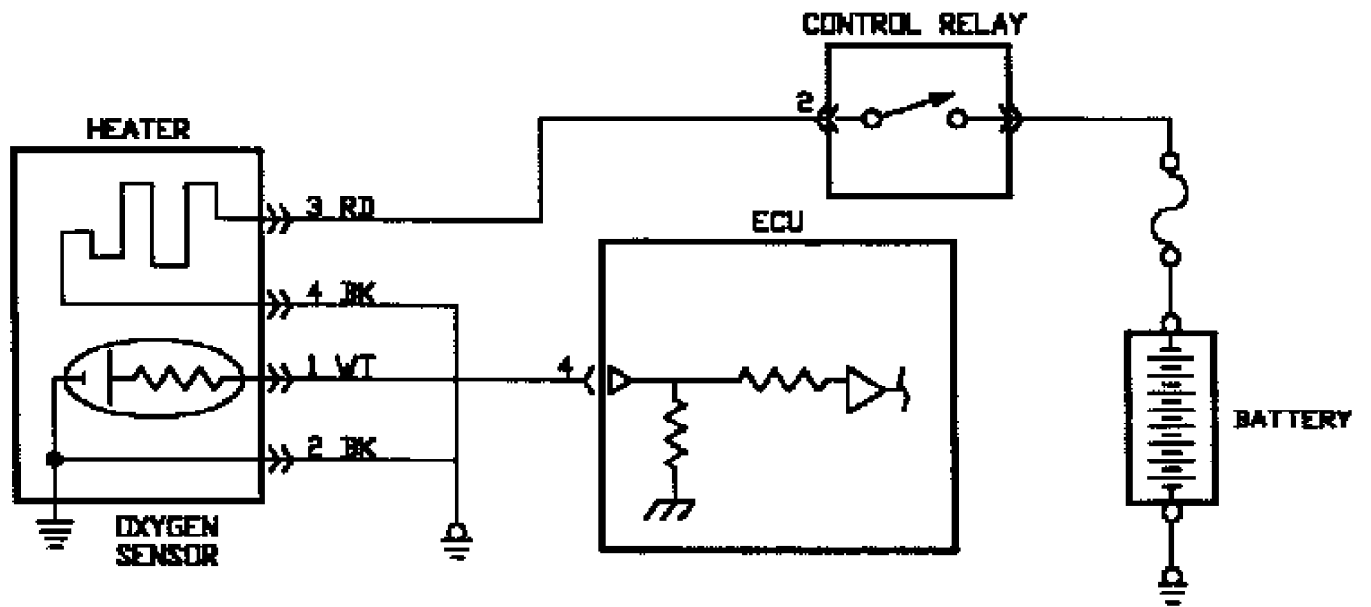 CONTROL RELAY
2
HEATER
3 RD
ECU
4 BK
1 WT
4
BATTERY
2 BK
OXYGEN
SENSOR